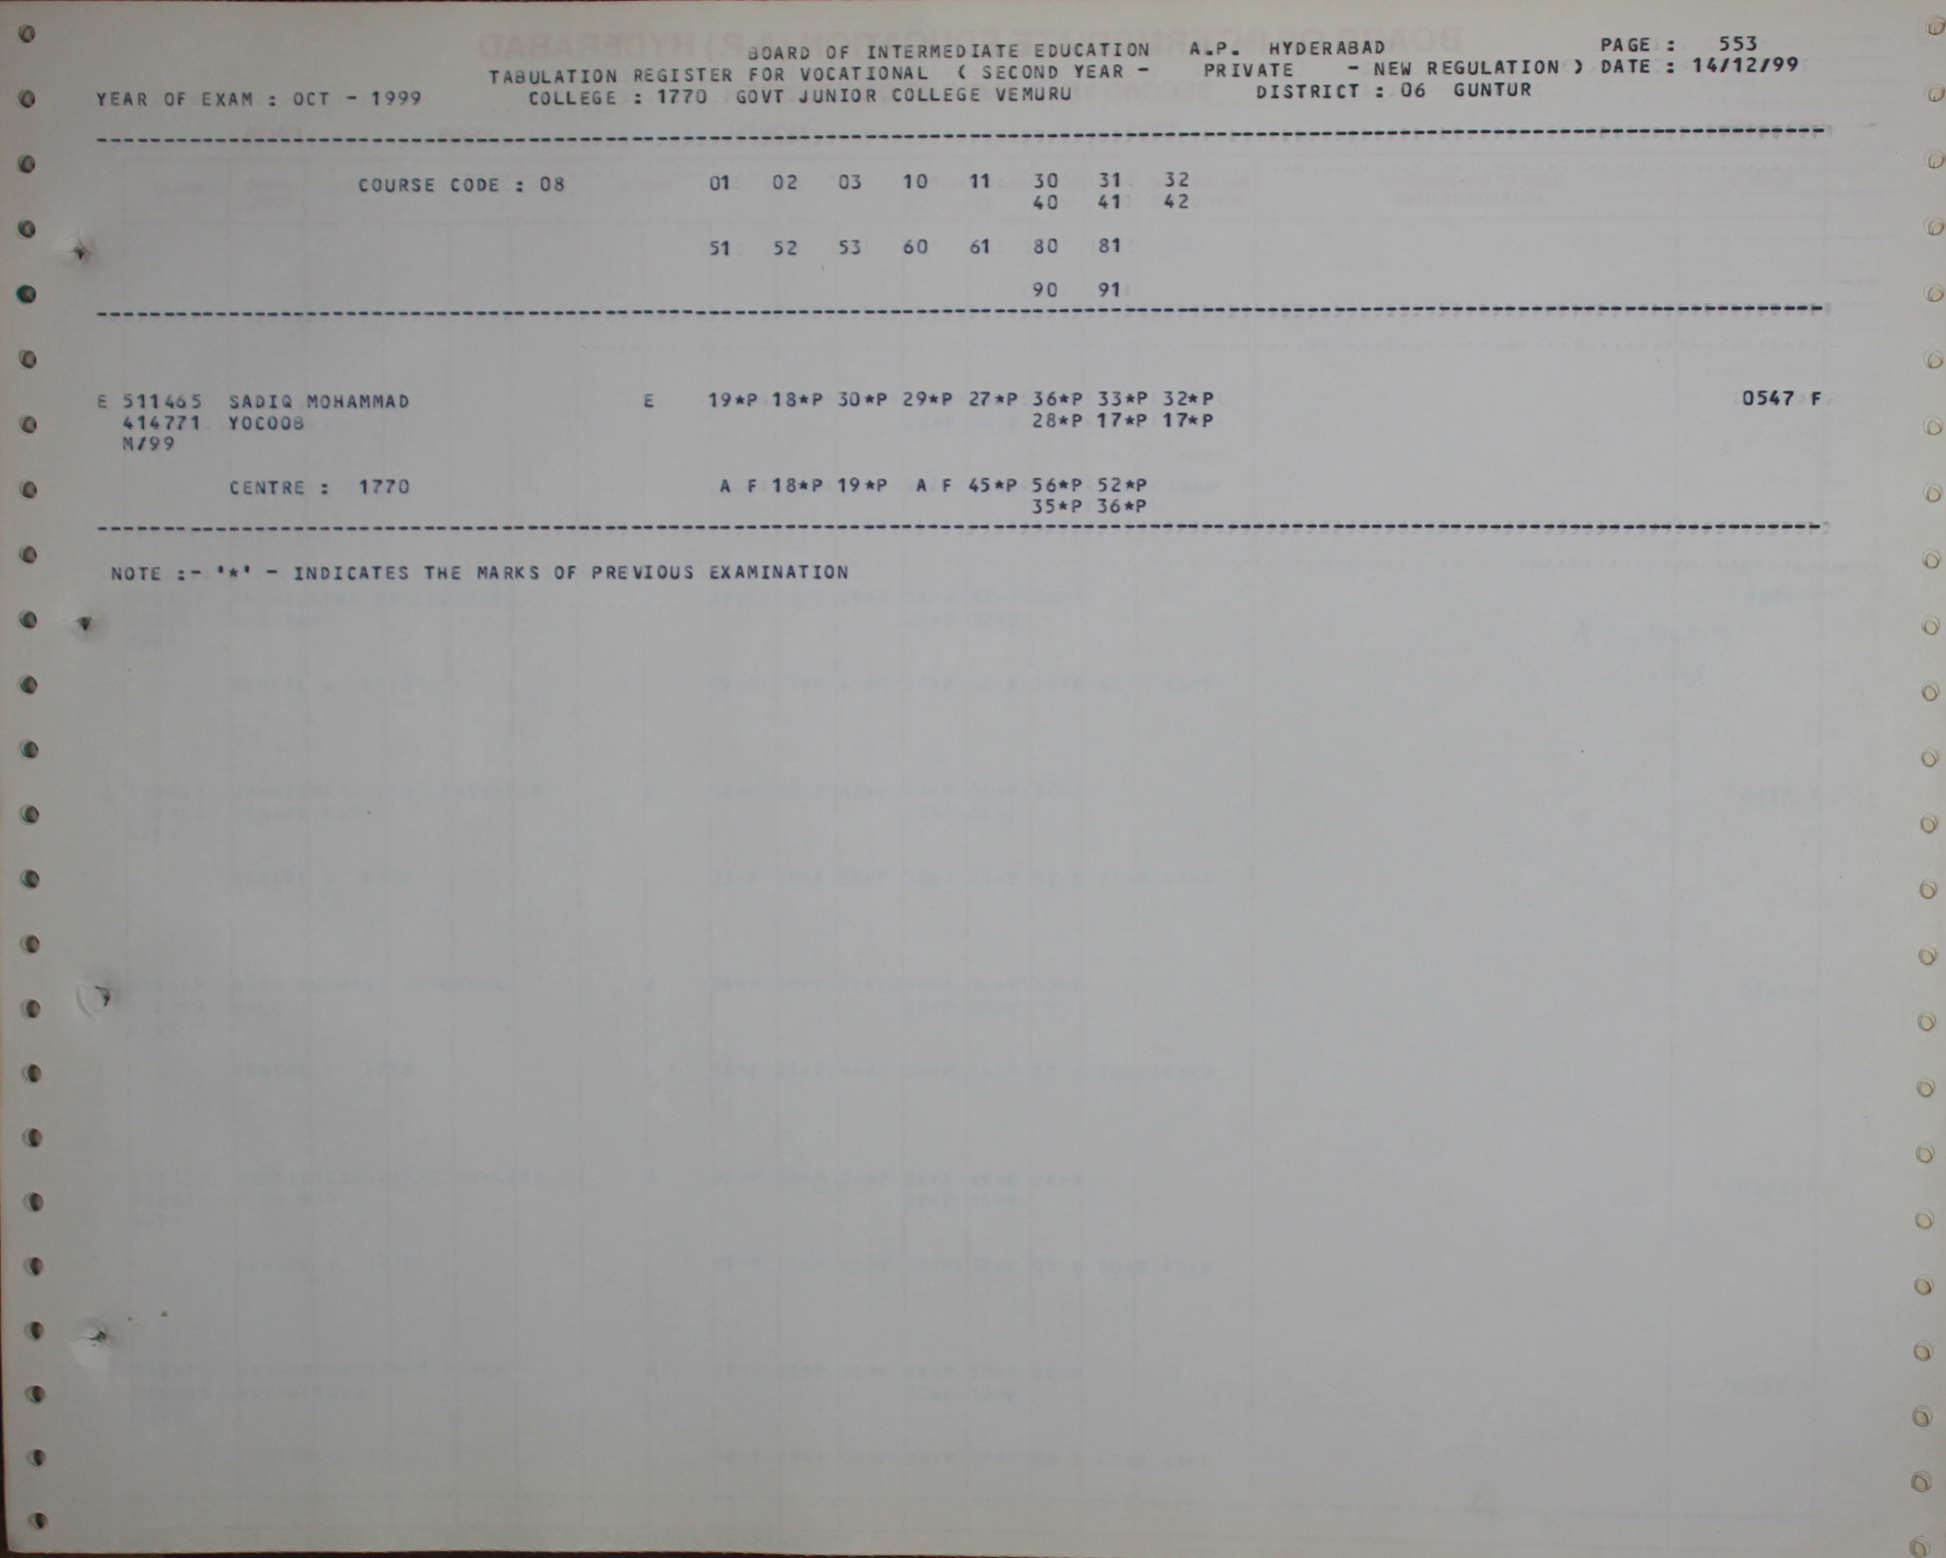 BOARD OF INTERMEDIATE EDUCATION A.P. HYDERABAD PAGE : 553
TABULATION REGISTER FOR VOCATIONAL ( SECOND YEAR - PRIVATE - NEW REGULATION ) DATE : 14/12/99
YEAR OF EXAM : OCT - 1999 COLLEGE : 1770 GOVT JUNIOR COLLEGE VEMURU DISTRICT : 06 GUNTUR
COURSE CODE : 08 01 02 03 10 11 30 31 32
40 41 42
51 52 53 60 61 80 81
90 91
E 511465 SADIQ MOHAMMAD E 19*P 18*P 30*P 29*P 27*P 36*P 33*P 32*P 0547 F
414771 YOCOOB 28*P 17*P 17*P
M/99
CENTRE : 1770 A F 18*P 19*P A F 45*P 56*P 52*P
35*P 36*P
NOTE :- '*' - INDICATES THE MARKS OF PREVIOUS EXAMINATION